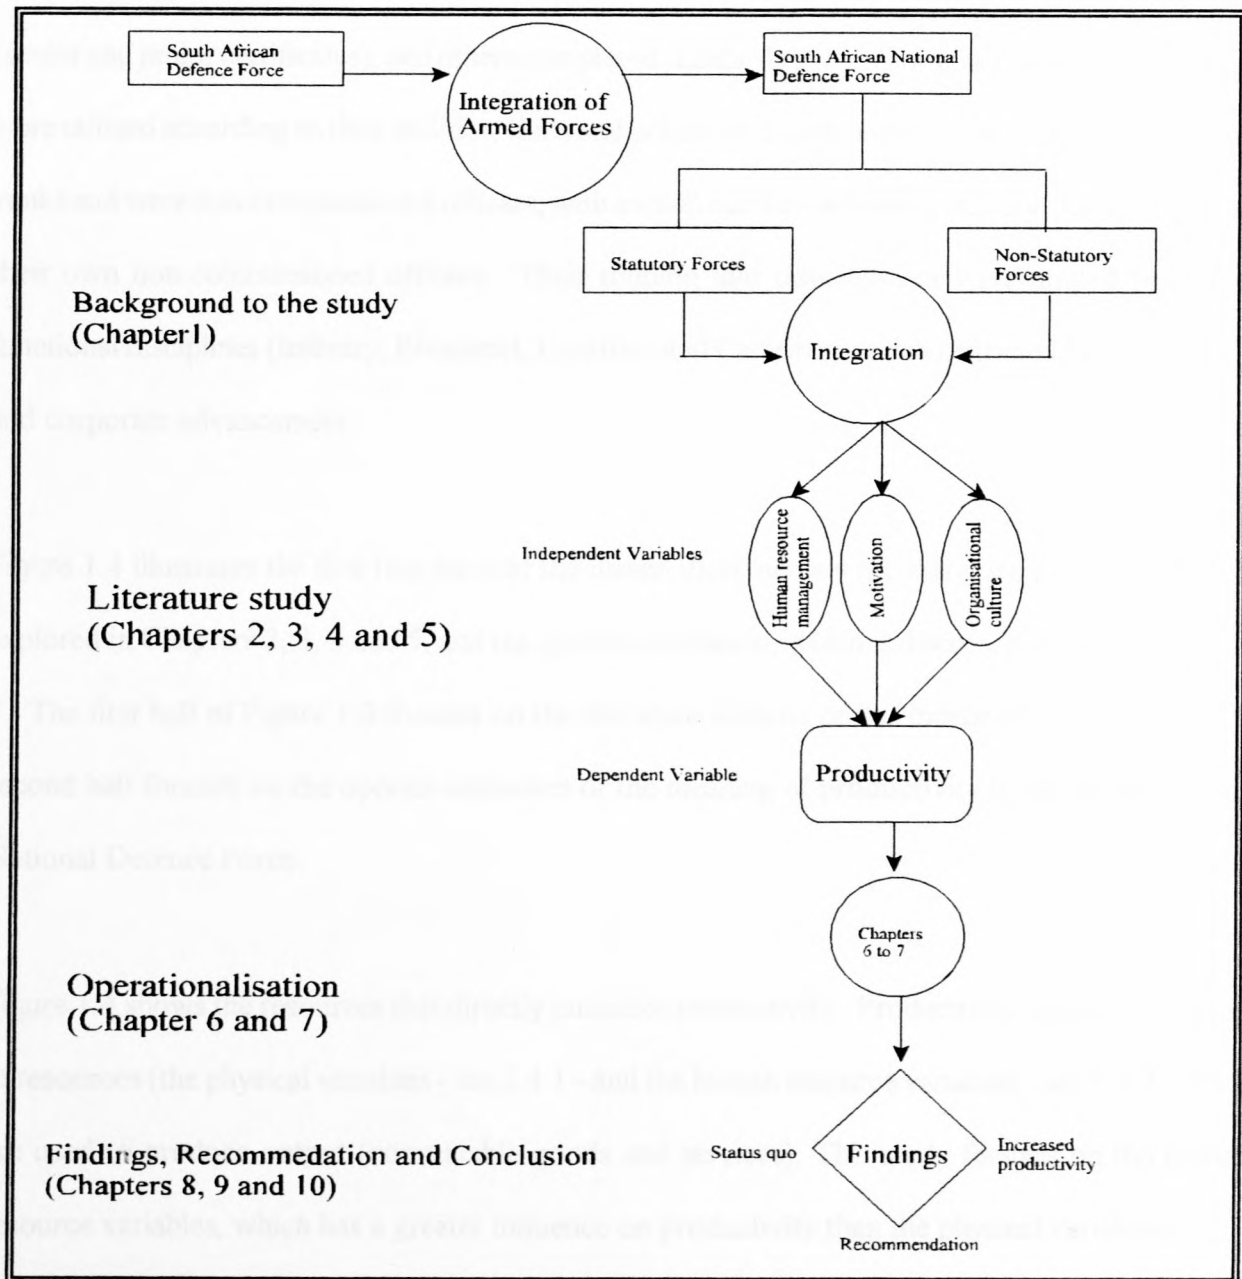 South African
Defence Force
Integration of
Armed Forces
South African National
Defence Force
Statutory Forces
Non-Statutory
Forces
Background to the study
(Chapter1)
Integration
Independent Variables
Human resource
management
Motivation
Organisational
culture
Literature study
(Chapters 2, 3, 4 and 5)
Dependent Variable
Productivity
Chapters
6 to 7
Operationalisation
(Chapter 6 and 7)
Findings, Recommedation and Conclusion
(Chapters 8, 9 and 10)
Status quo
Findings
Increased
productivity
Recommendation